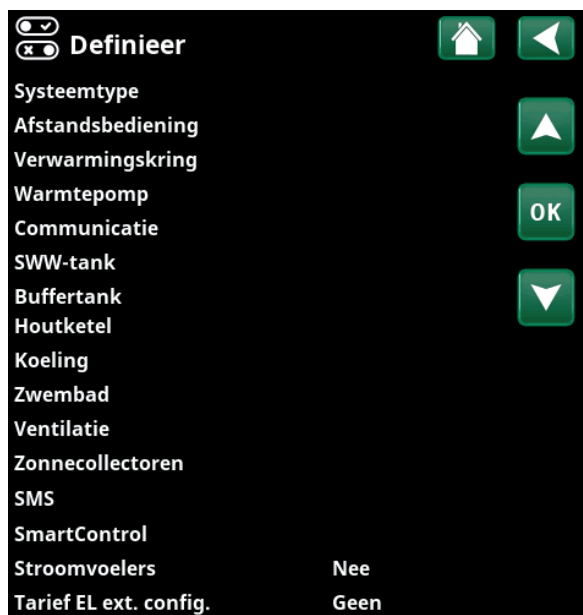 Definieer
Systeemtype
Afstandsbediening
Verwarmingskring
Warmtepomp
OK
Communicatie
SWW-tank
Buffertank
Houtketel
Koeling
Zwembad
Ventilatie
Zonnecollectoren
SMS
SmartControl
Stroomvoelers Nee
Tarief EL ext. config. Geen